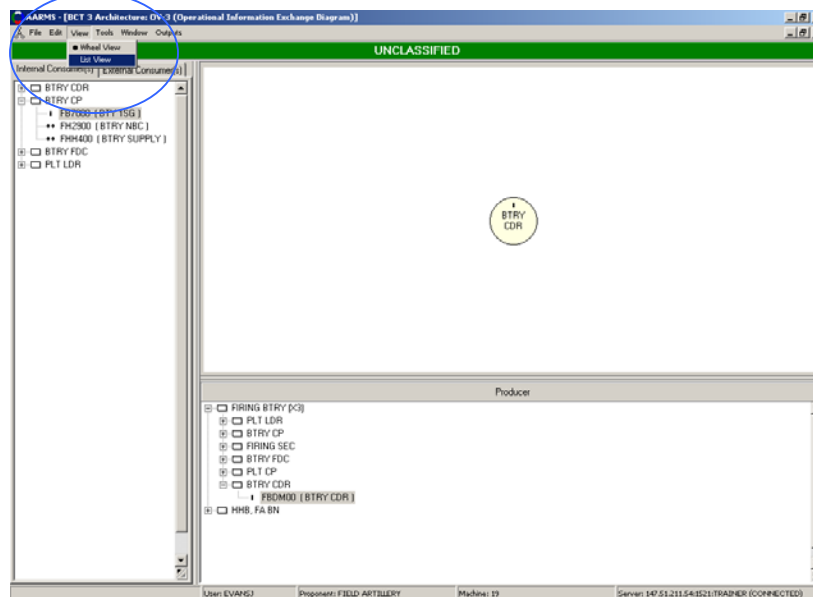 AARMS - [BCT 3 Architecture: OV-3 (Operational Information Exchange Diagram)]
File Edit View Tools Window Outputs
Wheel View
List View
UNCLASSIFIED
Internal Consumer(s) External Consumer(s)
BTRY CDR
BTRY CP
FB7000 ( BTY 1SG )
FH2900 ( BTRY NBC )
FHH400 ( BTRY SUPPLY )
BTRY FDC
PLT LDR
BTRY
CDR
Producer
FIRING BTRY (X3)
PLT LDR
BTRY CP
FIRING SEC
BTRY FDC
PLT CP
BTRY CDR
FBDM00 ( BTRY CDR )
HHB, FA BN
User: EVANSJ Proponent: FIELD ARTILLERY Machine: 19 Server: 147.51.211.54:1521:TRAINER (CONNECTED)